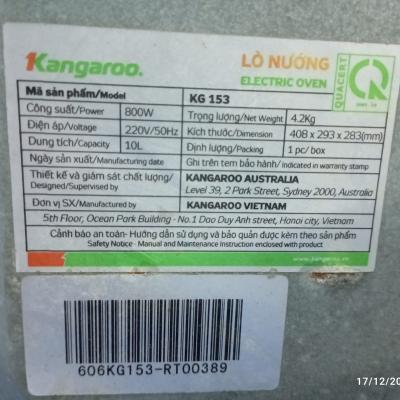 Kangaroo.
LÒ NƯỚNG
ELECTRIC OVEN
QUACERT
Mã sản phẩm/Model KG 153
Công suất/Power 800W Trọng lượng/Net Weight 4.2Kg
Điện áp/Voltage 220V/50Hz Kích thước/Dimension 408 x 293 x 283(mm)
Dung tích/Capacity 10L Định lượng/Packing 1 pc/ box
Ngày sản xuất/Manufacturing date Ghi trên tem bảo hành/ indicated in warranty stamp
Thiết kế và giám sát chất lượng/ KANGAROO AUSTRALIA
Designed/Supervised by Level 39, 2 Park Street, Sydney 2000, Australia
Đơn vị SX/Manufactured by KANGAROO VIETNAM
5th Floor, Ocean Park Building - No.1 Dao Duy Anh street, Hanoi city, Vietnam
Cảnh báo an toàn- Hướng dẫn sử dụng và bảo quản được kèm theo sản phẩm
Safety Notice - Manual and Maintenance Instruction enclosed with product
www.kangaroo.vn
606KG153-RT00389
17/12/20